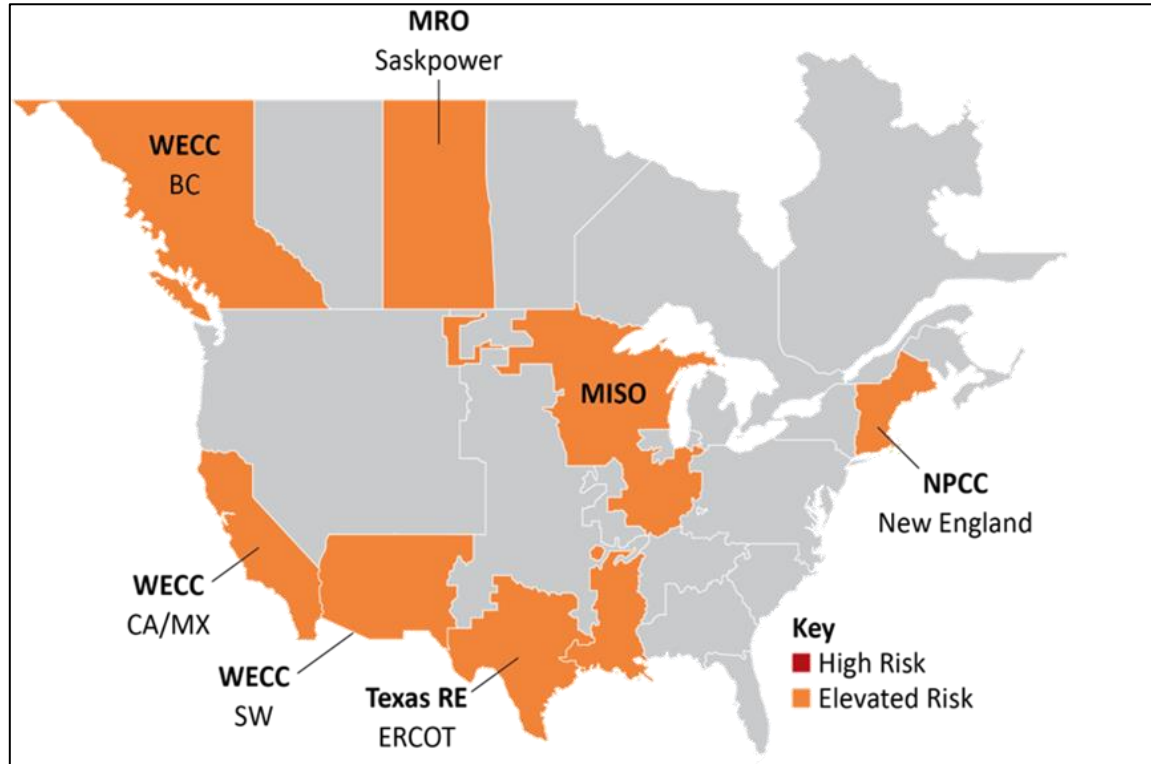 MRO
Saskpower
WECC
BC
MISO
NPCC
New England
WECC
CA/MX
WECC
SW
Texas RE
ERCOT
Key
High Risk
Elevated Risk